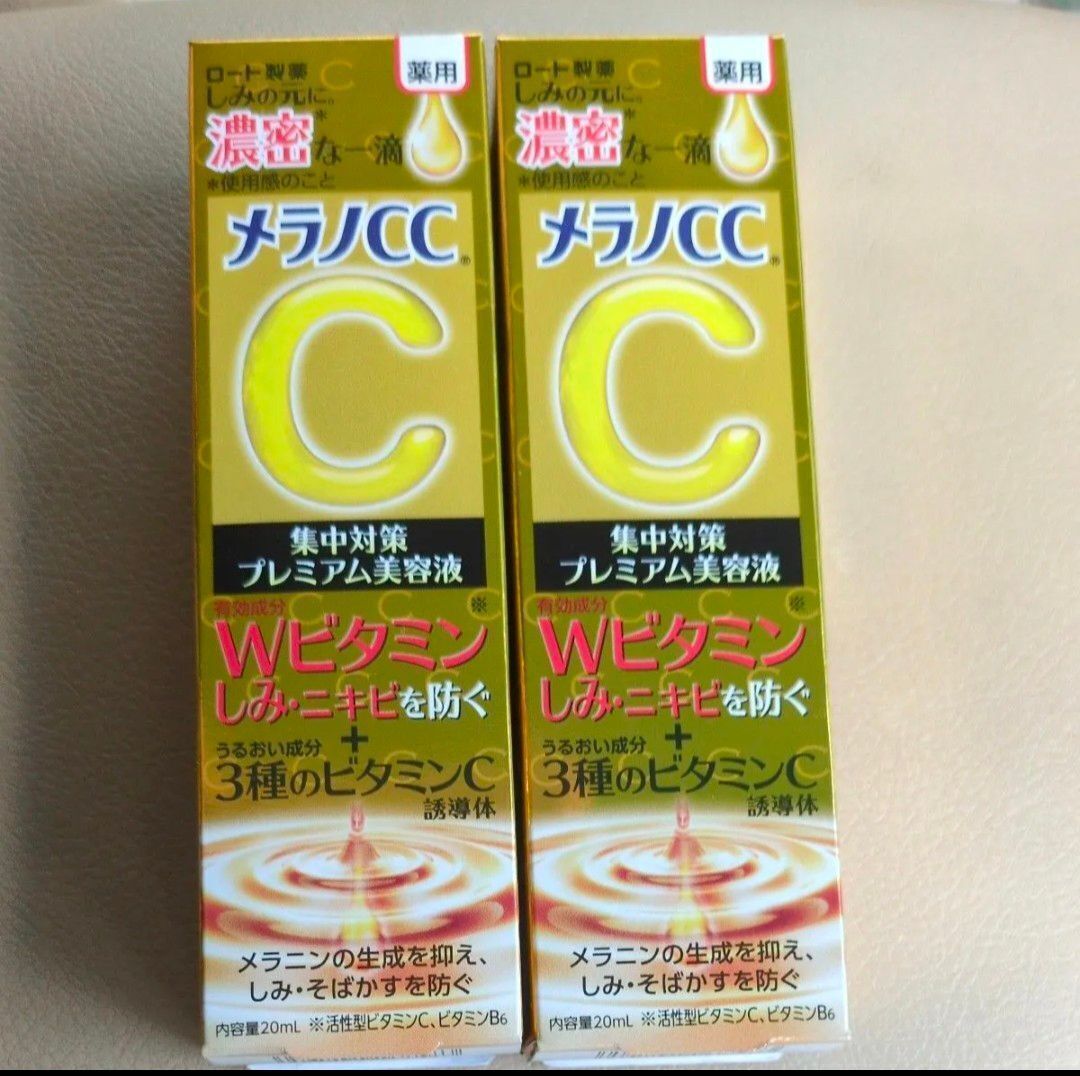 ロート製薬
薬用
しみの元に。
濃密*な一滴
*使用感のこと
メラノCC®
C
集中対策
プレミアム美容液
有効成分
Wビタミン※
しみ・ニキビを防ぐ
+
うるおい成分
3種のビタミンC
誘導体
メラニンの生成を抑え、
しみ・そばかすを防ぐ
内容量20mL ※活性型ビタミンC、ビタミンB6
ロート製薬
薬用
しみの元に。
濃密*な一滴
*使用感のこと
メラノCC®
C
集中対策
プレミアム美容液
有効成分
Wビタミン※
しみ・ニキビを防ぐ
+
うるおい成分
3種のビタミンC
誘導体
メラニンの生成を抑え、
しみ・そばかすを防ぐ
内容量20mL ※活性型ビタミンC、ビタミンB6